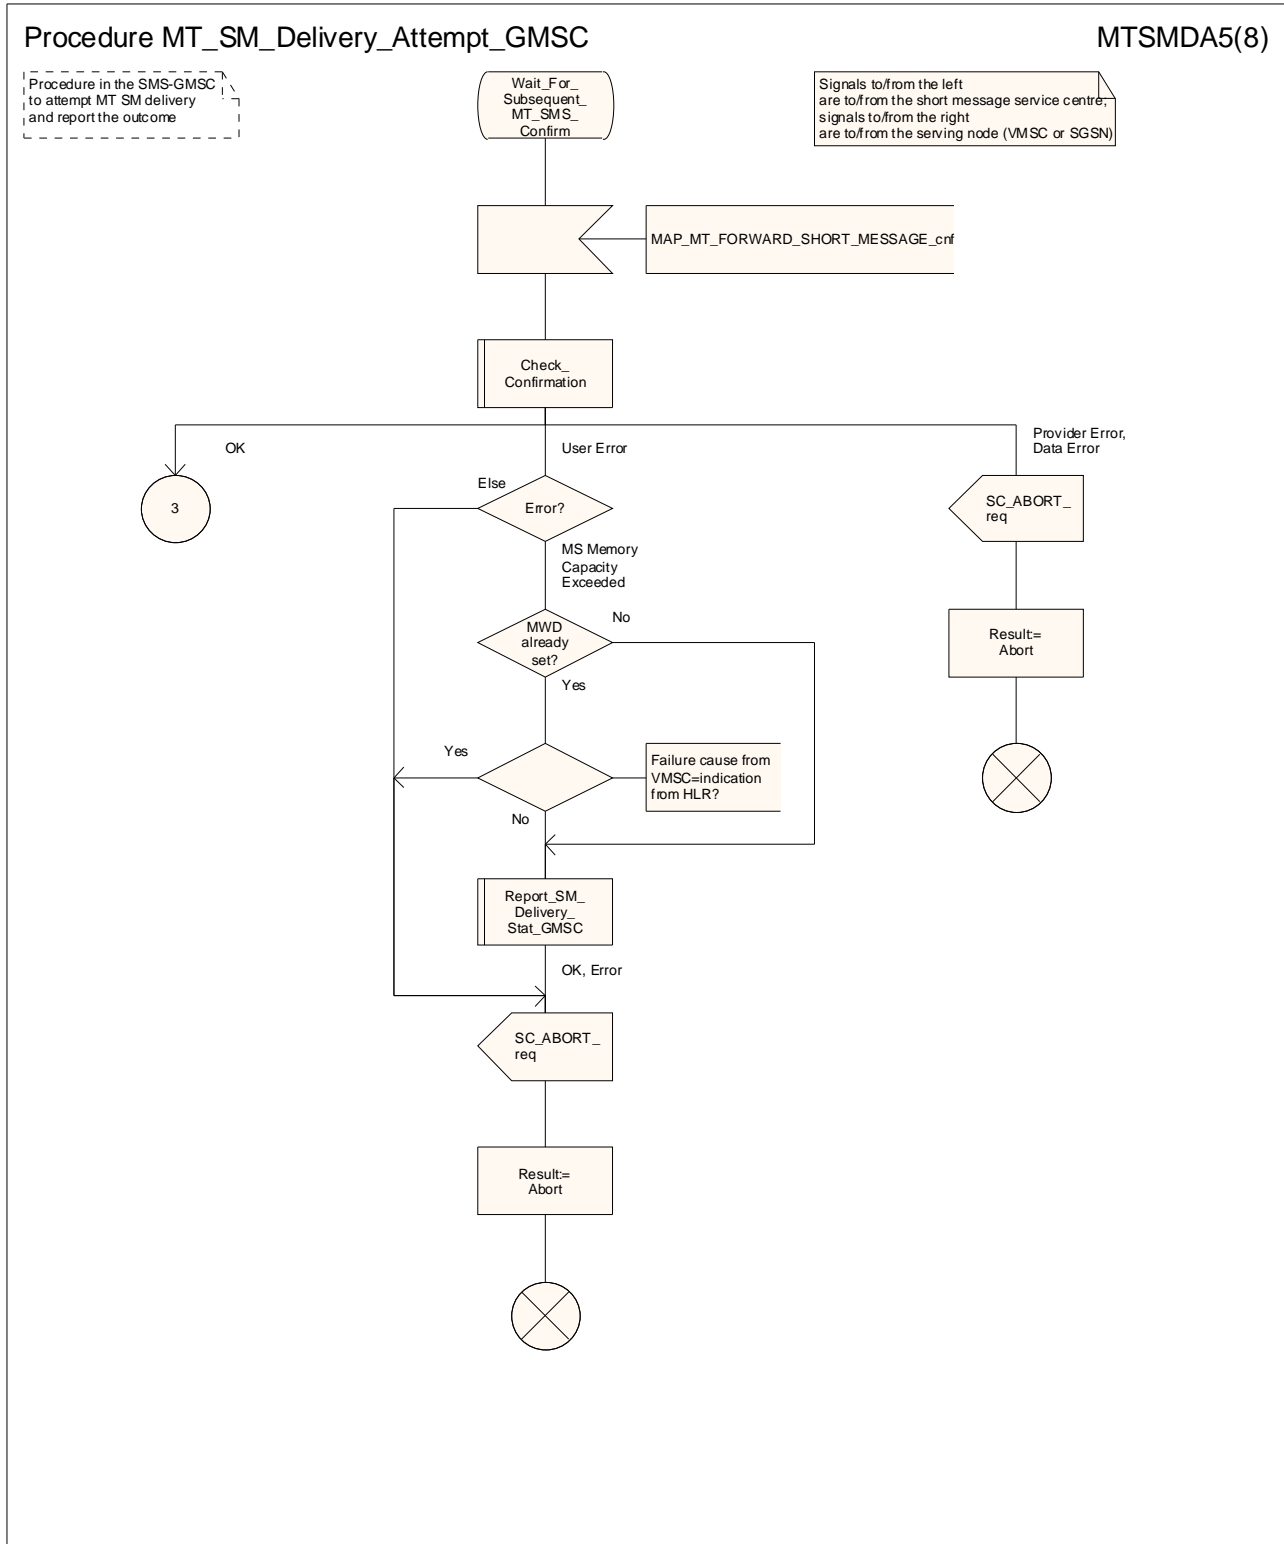 Procedure MT_SM_Delivery_Attempt_GMSC
MTSMDA5(8)
Procedure in the SMS-GMSC
to attempt MT SM delivery
and report the outcome
Wait_For_
Subsequent_
MT_SMS_
Confirm
Signals to/from the left
are to/from the short message service centre;
signals to/from the right
are to/from the serving node (VMSC or SGSN)
MAP_MT_FORWARD_SHORT_MESSAGE_cnf
Check_
Confirmation
OK
User Error
Provider Error,
Data Error
3
Else
Error?
SC_ABORT_
req
MS Memory
Capacity
Exceeded
MWD
already
set?
No
Result:=
Abort
Yes
Yes
Failure cause from
VMSC=indication
from HLR?
No
Report_SM_
Delivery_
Stat_GMSC
OK, Error
SC_ABORT_
req
Result:=
Abort